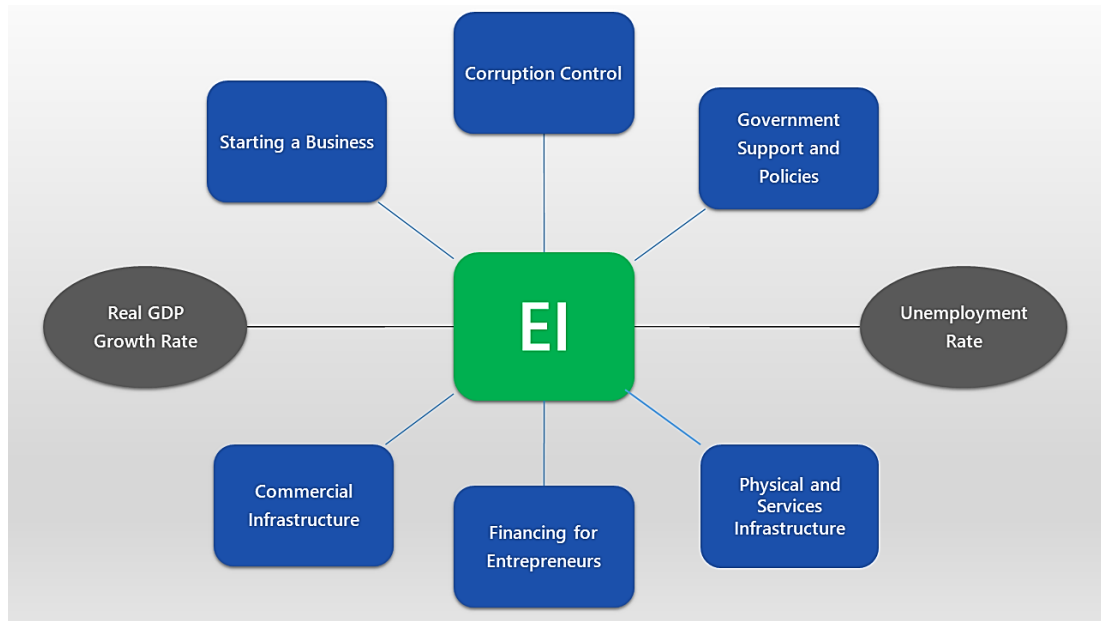 Corruption Control
Starting a Business
Government
Support and
Policies
Real GDP
Growth Rate
EI
Unemployment
Rate
Commercial
Infrastructure
Financing for
Entrepreneurs
Physical and
Services
Infrastructure